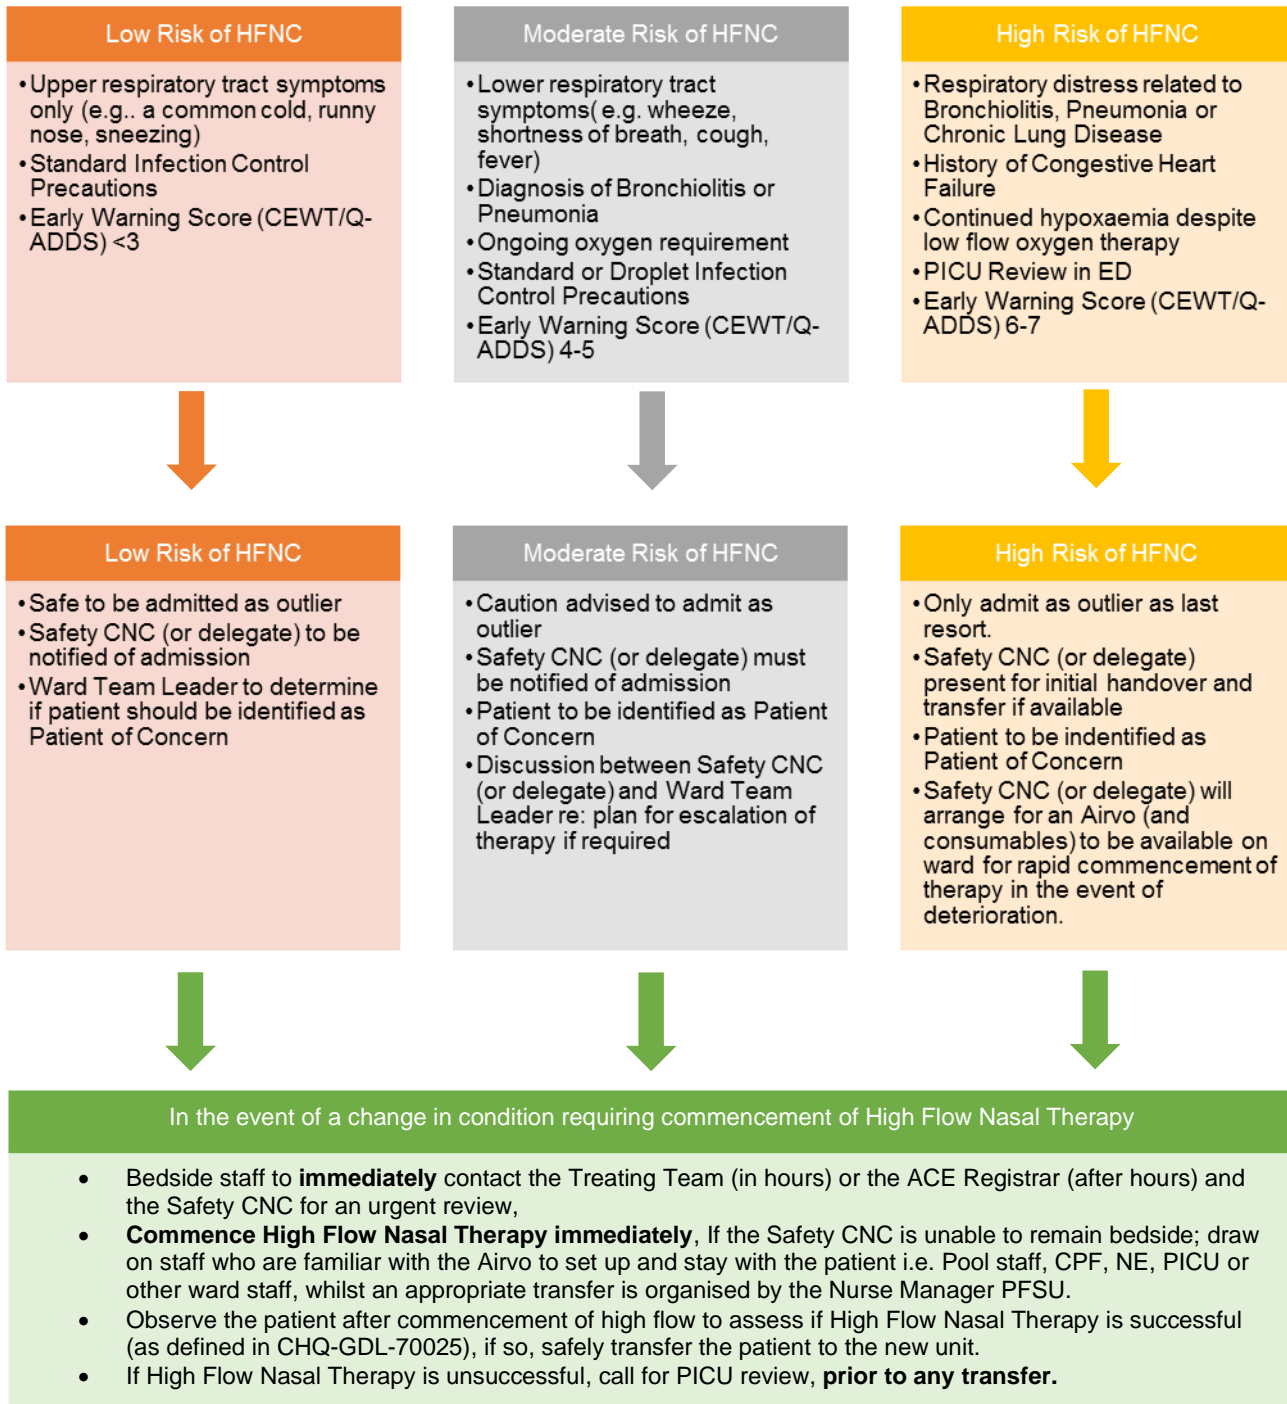 Low Risk of HFNC
•Upper respiratory tract symptoms
only (e.g.. a common cold, runny
nose, sneezing)
•Standard Infection Control
Precautions
•Early Warning Score (CEWT/Q-
ADDS) <3
Moderate Risk of HFNC
•Lower respiratory tract
symptoms( e.g. wheeze,
shortness of breath, cough,
fever)
•Diagnosis of Bronchiolitis or
Pneumonia
•Ongoing oxygen requirement
•Standard or Droplet Infection
Control Precautions
•Early Warning Score (CEWT/Q-
ADDS) 4-5
High Risk of HFNC
•Respiratory distress related to
Bronchiolitis, Pneumonia or
Chronic Lung Disease
•History of Congestive Heart
Failure
•Continued hypoxaemia despite
low flow oxygen therapy
•PICU Review in ED
•Early Warning Score (CEWT/Q-
ADDS) 6-7
Low Risk of HFNC
•Safe to be admitted as outlier
•Safety CNC (or delegate) to be
notified of admission
•Ward Team Leader to determine
if patient should be identified as
Patient of Concern
Moderate Risk of HFNC
•Caution advised to admit as
outlier
•Safety CNC (or delegate) must
be notified of admission
•Patient to be identified as Patient
of Concern
•Discussion between Safety CNC
(or delegate) and Ward Team
Leader re: plan for escalation of
therapy if required
High Risk of HFNC
•Only admit as outlier as last
resort.
•Safety CNC (or delegate)
present for initial handover and
transfer if available
•Patient to be indentified as
Patient of Concern
•Safety CNC (or delegate) will
arrange for an Airvo (and
consumables) to be available on
ward for rapid commencement of
therapy in the event of
deterioration.
In the event of a change in condition requiring commencement of High Flow Nasal Therapy
• Bedside staff to immediately contact the Treating Team (in hours) or the ACE Registrar (after hours) and
the Safety CNC for an urgent review,
• Commence High Flow Nasal Therapy immediately, If the Safety CNC is unable to remain bedside; draw
on staff who are familiar with the Airvo to set up and stay with the patient i.e. Pool staff, CPF, NE, PICU or
other ward staff, whilst an appropriate transfer is organised by the Nurse Manager PFSU.
• Observe the patient after commencement of high flow to assess if High Flow Nasal Therapy is successful
(as defined in CHQ-GDL-70025), if so, safely transfer the patient to the new unit.
• If High Flow Nasal Therapy is unsuccessful, call for PICU review, prior to any transfer.